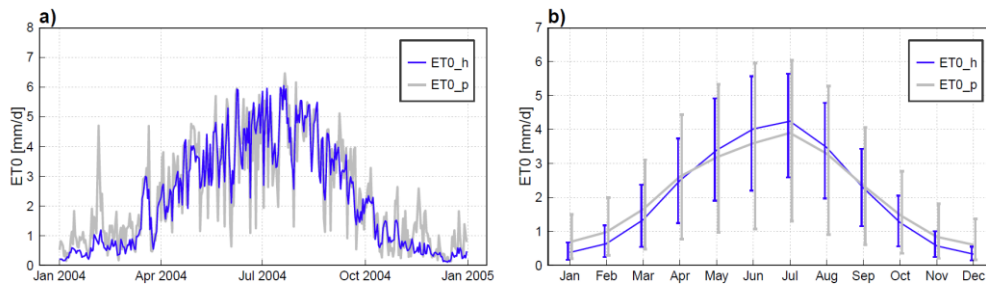 a)
ET0 [mm/d]
8
7
6
5
4
3
2
1
0
ET0_h
ET0_p
Jan 2004 Apr 2004 Jul 2004 Oct 2004 Jan 2005
b)
ET0 [mm/d]
7
6
5
4
3
2
1
0
ET0_h
ET0_p
Jan Feb Mar Apr May Jun Jul Aug Sep Oct Nov Dec